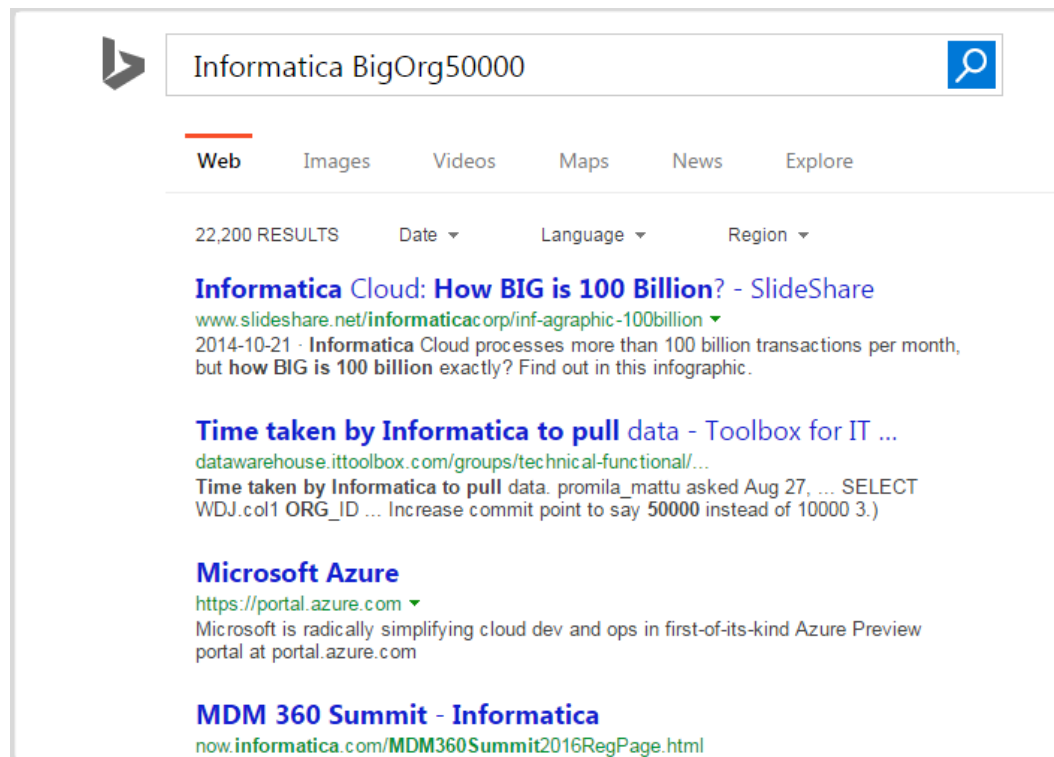 Informatica BigOrg50000
Web Images Videos Maps News Explore
22,200 RESULTS Date Language Region
Informatica Cloud: How BIG is 100 Billion? - SlideShare
www.slideshare.net/informaticacorp/inf-agraphic-100billion
2014-10-21 · Informatica Cloud processes more than 100 billion transactions per month,
but how BIG is 100 billion exactly? Find out in this infographic.
Time taken by Informatica to pull data - Toolbox for IT ...
datawarehouse.ittoolbox.com/groups/technical-functional/...
Time taken by Informatica to pull data. promila_mattu asked Aug 27, ... SELECT
WDJ.col1 ORG_ID ... Increase commit point to say 50000 instead of 10000 3.)
Microsoft Azure
https://portal.azure.com
Microsoft is radically simplifying cloud dev and ops in first-of-its-kind Azure Preview
portal at portal.azure.com
MDM 360 Summit - Informatica
now.informatica.com/MDM360Summit2016RegPage.html